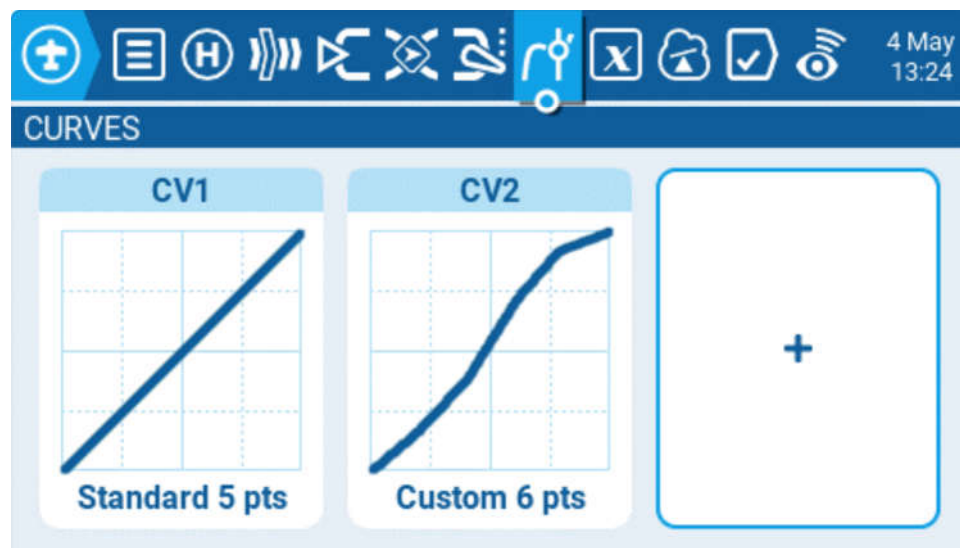 4 May
13:24
CURVES
CV1
CV2
Standard 5 pts
Custom 6 pts